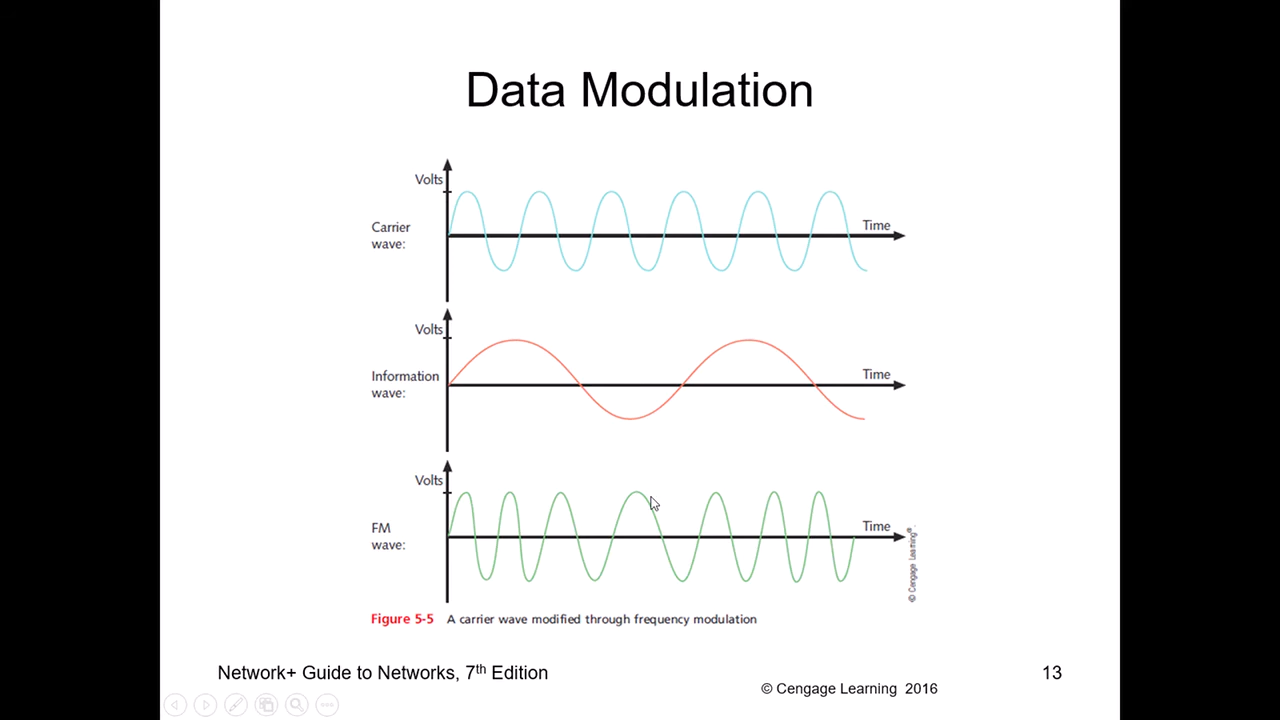 Data Modulation
Volts
Carrier
wave:
Time
Volts
Information
wave:
Time
Volts
FM
wave:
Time
© Cengage Learning®.
Figure 5-5 A carrier wave modified through frequency modulation
Network+ Guide to Networks, 7th Edition
© Cengage Learning 2016
13